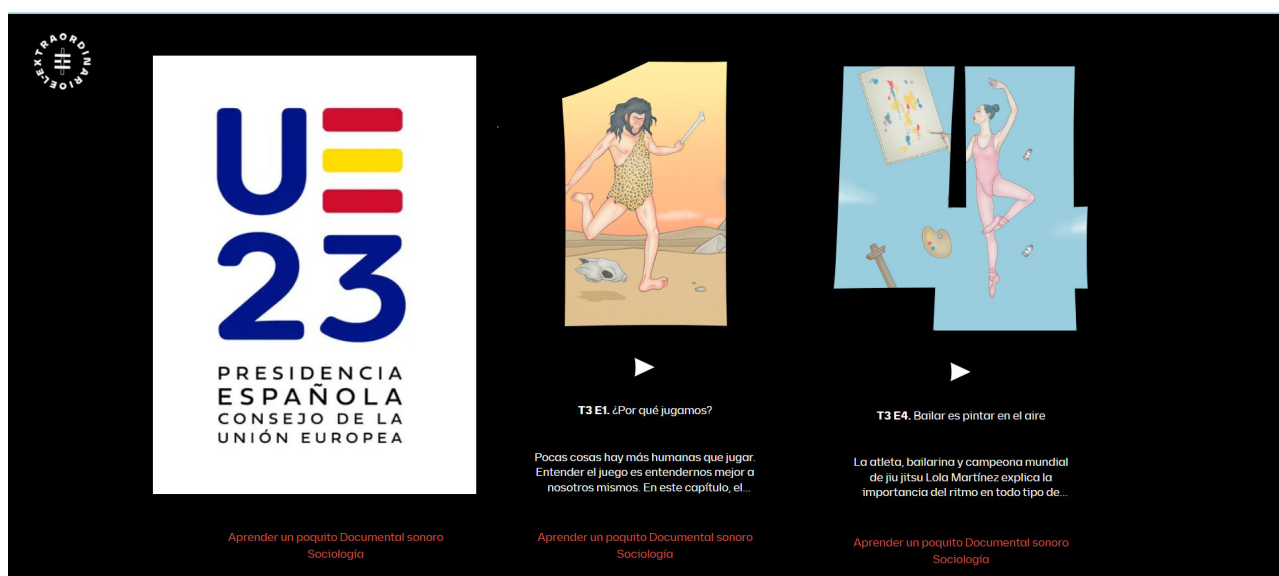 EL EXTRAORDINARIO
UE
23
PRESIDENCIA
ESPAÑOLA
CONSEJO DE LA
UNIÓN EUROPEA
Aprender un poquito Documental sonoro
Sociología
T3 E1. ¿Por qué jugamos?
Pocas cosas hay más humanas que jugar.
Entender el juego es entendernos mejor a
nosotros mismos. En este capítulo, el...
Aprender un poquito Documental sonoro
Sociología
T3 E4. Bailar es pintar en el aire
La atleta, bailarina y campeona mundial
de jiu jitsu Lola Martínez explica la
importancia del ritmo en todo tipo de...
Aprender un poquito Documental sonoro
Sociología